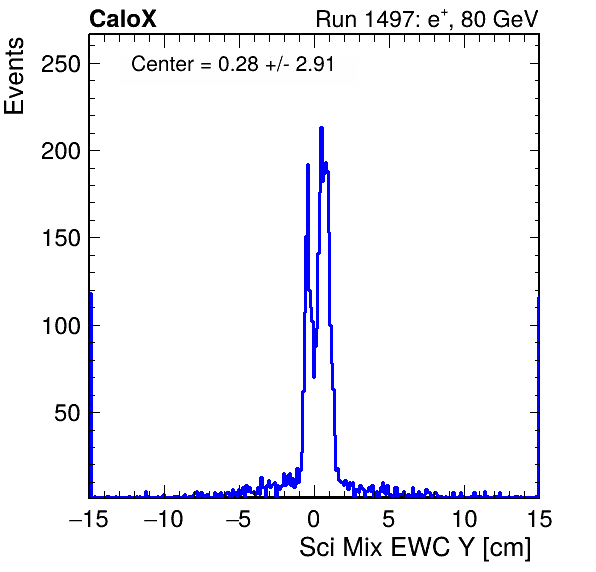 CaloX Run 1497: e⁺, 80 GeV
Center = 0.28 +/- 2.91
Events
250
200
150
100
50
−15 −10 −5 0 5 10 15
Sci Mix EWC Y [cm]